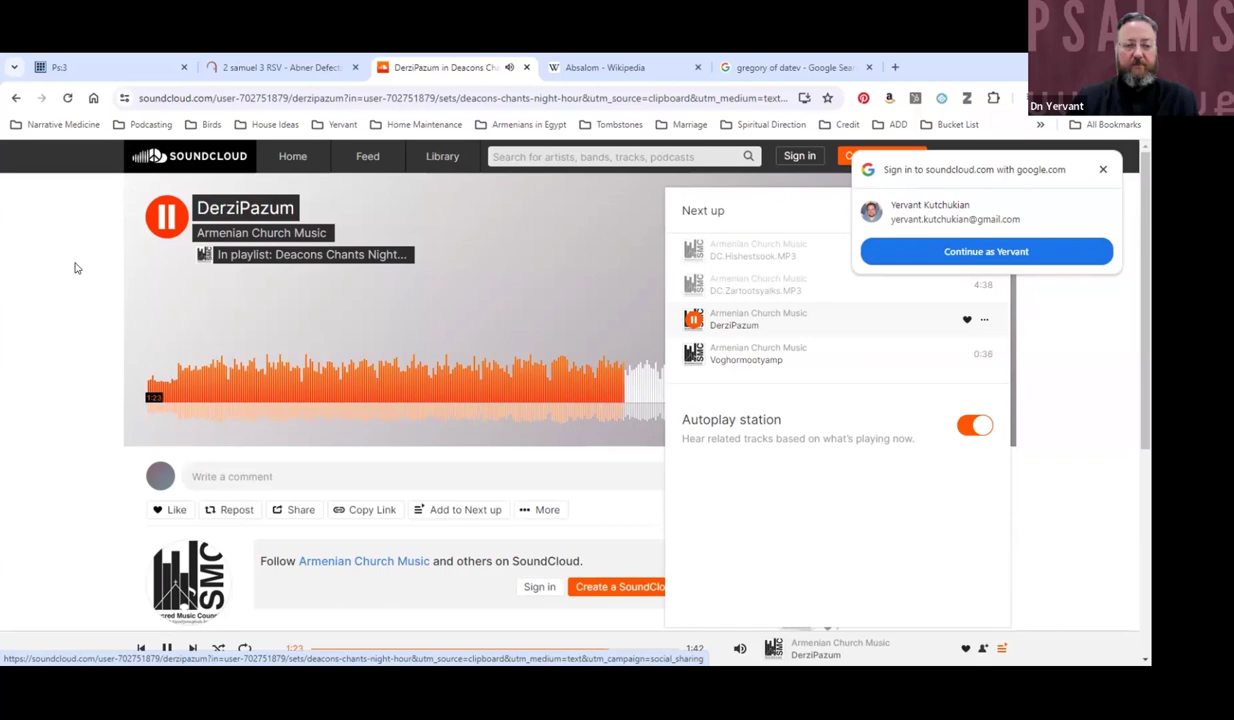 PSALMS
Dn Yervant
Ps:3
2 samuel 3 RSV - Abner Defect
DerziPazum in Deacons Cha
Absalom - Wikipedia
gregory of datev - Google Sear
soundcloud.com/user-702751879/derzipazum?in=user-702751879/sets/deacons-chants-night-hour&utm_source=clipboard&utm_medium=text...
Narrative Medicine
Podcasting
Birds
House Ideas
Yervant
Home Maintenance
Armenians in Egypt
Tombstones
Marriage
Spiritual Direction
Credit
ADD
Bucket List
All Bookmarks
SOUNDCLOUD
Home
Feed
Library
Search for artists, bands, tracks, podcasts
Sign in
Sign in to soundcloud.com with google.com
Yervant Kutchukian
yervant.kutchukian@gmail.com
Continue as Yervant
DerziPazum
Armenian Church Music
In playlist: Deacons Chants Night...
1:23
Next up
Armenian Church Music
DC.Hishestsook.MP3
Armenian Church Music
DC.Zartootsyalks.MP3
4:38
Armenian Church Music
DerziPazum
Armenian Church Music
Voghormootyamp
0:36
Autoplay station
Hear related tracks based on what's playing now.
Write a comment
Like
Repost
Share
Copy Link
Add to Next up
More
SMC
Follow Armenian Church Music and others on SoundCloud.
Sign in
Create a SoundClo
1:23
1:42
Armenian Church Music
DerziPazum
https://soundcloud.com/user-702751879/derzipazum?in=user-702751879/sets/deacons-chants-night-hour&utm_source=clipboard&utm_medium=text&utm_campaign=social_sharing